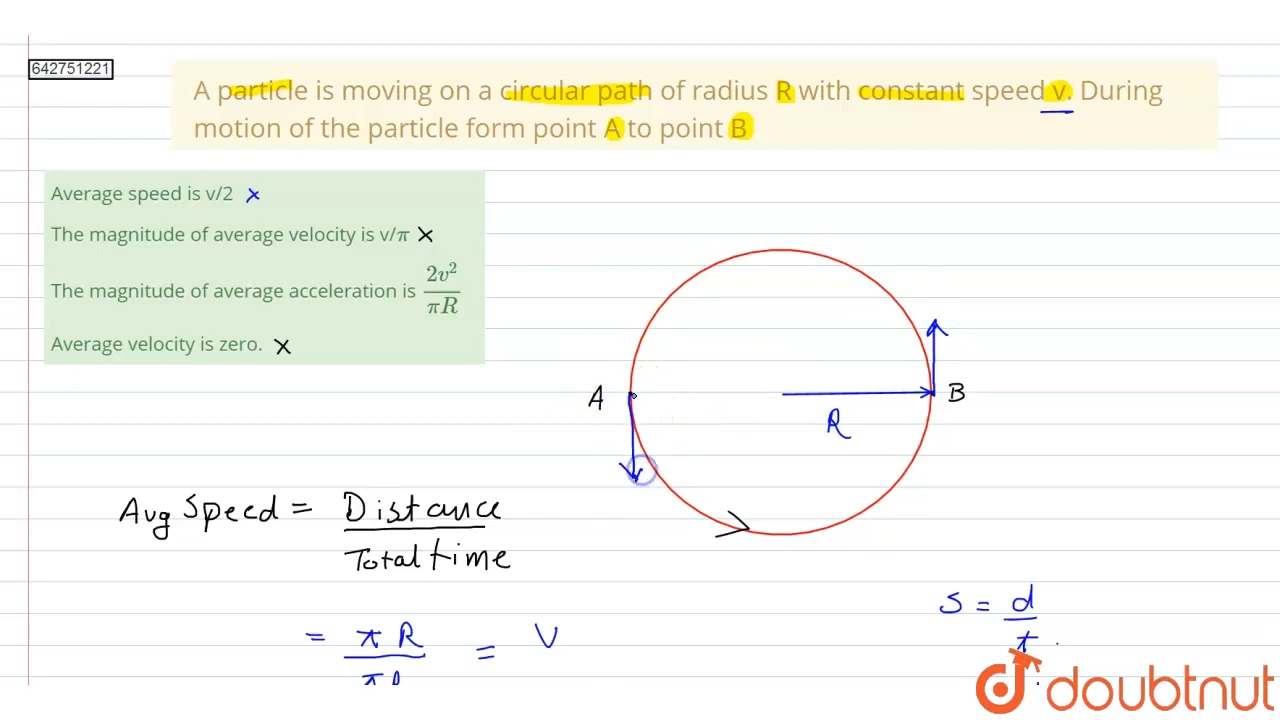 642751221
A particle is moving on a circular path of radius R with constant speed v. During
motion of the particle form point A to point B
Average speed is v/2 ×
The magnitude of average velocity is v/π ×
The magnitude of average acceleration is 2v²/πR
Average velocity is zero. ×
A
B
R
Avg Speed = Distance / Total time
= πR / πR = V
S = d / t
doubtnut